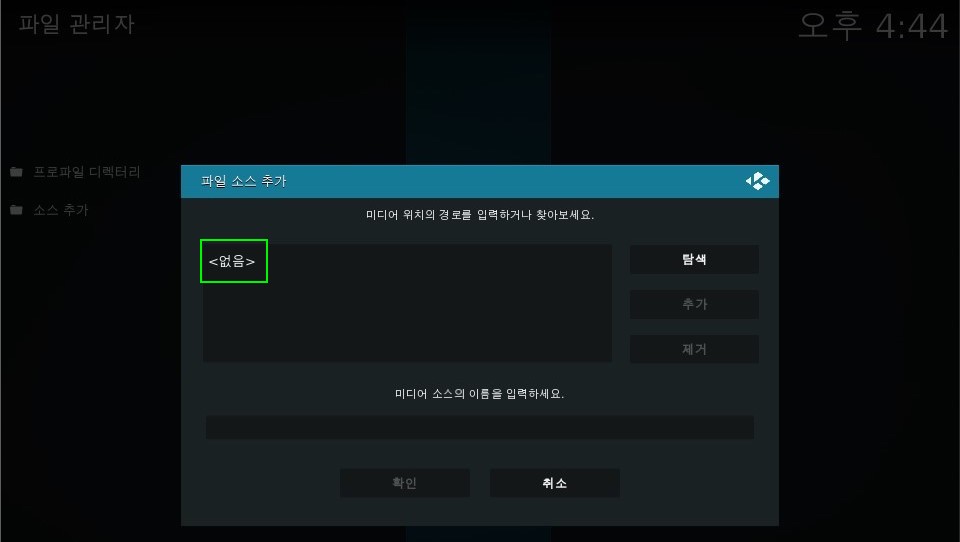 파일 관리자
오후 4:44
프로파일 디렉터리
소스 추가
파일 소스 추가
미디어 위치의 경로를 입력하거나 찾아보세요.
<없음>
탐색
추가
제거
미디어 소스의 이름을 입력하세요.
확인
취소